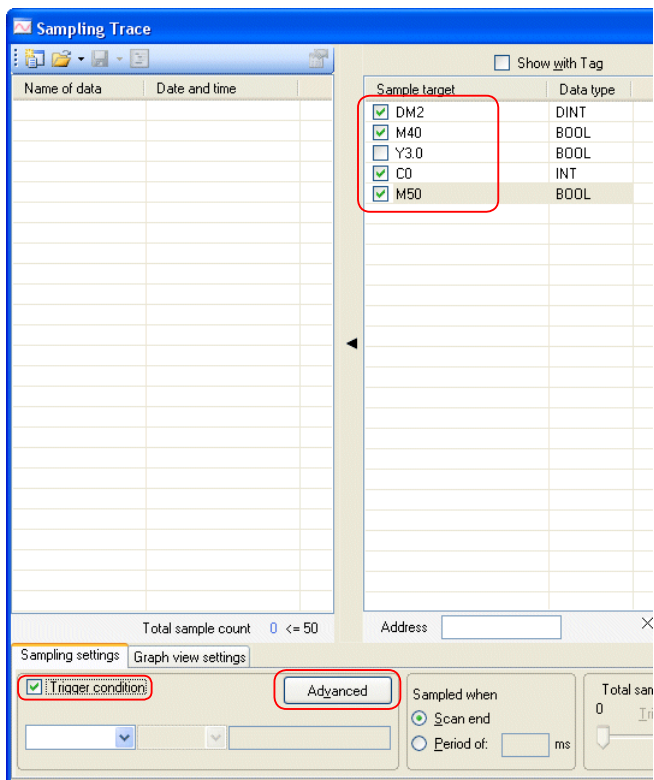 Sampling Trace
Show with Tag
Name of data Date and time
Sample target Data type
DM2 DINT
M40 BOOL
Y3.0 BOOL
C0 INT
M50 BOOL
Total sample count 0 <= 50
Address
Sampling settings Graph view settings
Trigger condition
Advanced
Sampled when
Scan end
Period of: ms
Total sam
0 Tri